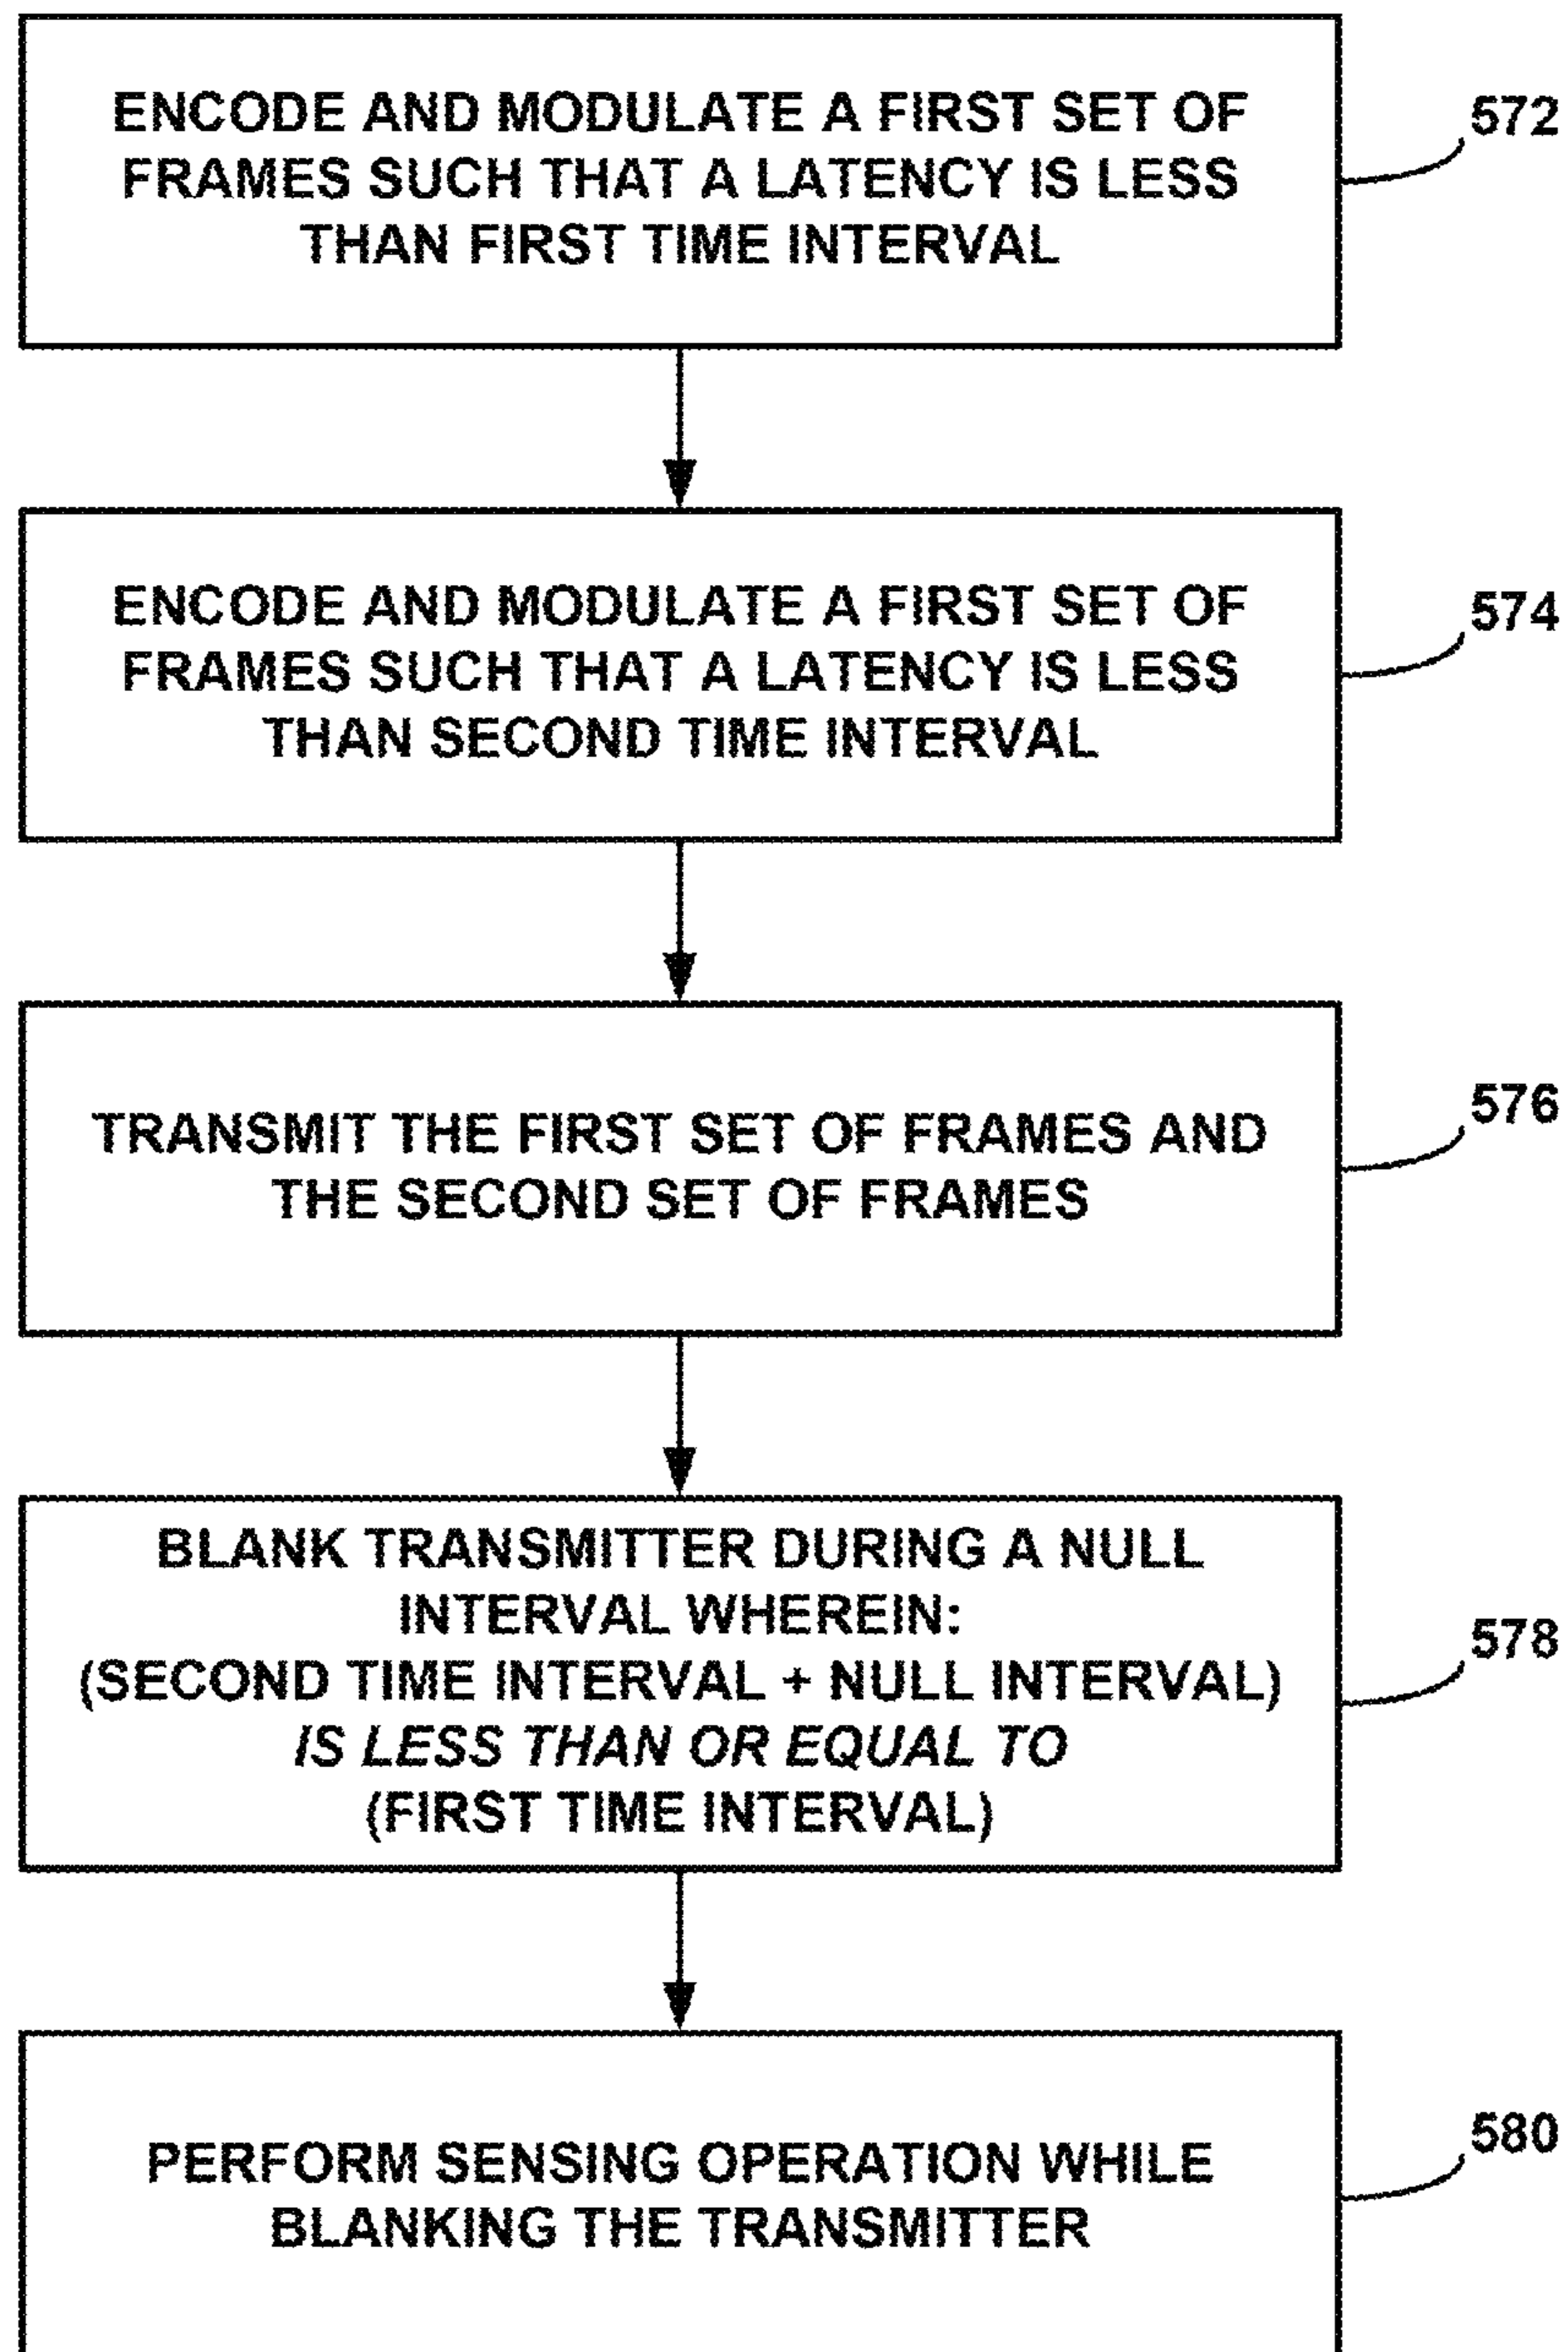 ENCODE AND MODULATE A FIRST SET OF
FRAMES SUCH THAT A LATENCY IS LESS
THAN FIRST TIME INTERVAL
572
ENCODE AND MODULATE A FIRST SET OF
FRAMES SUCH THAT A LATENCY IS LESS
THAN SECOND TIME INTERVAL
574
TRANSMIT THE FIRST SET OF FRAMES AND
THE SECOND SET OF FRAMES
576
BLANK TRANSMITTER DURING A NULL
INTERVAL WHEREIN:
(SECOND TIME INTERVAL + NULL INTERVAL)
IS LESS THAN OR EQUAL TO
(FIRST TIME INTERVAL)
578
PERFORM SENSING OPERATION WHILE
BLANKING THE TRANSMITTER
580